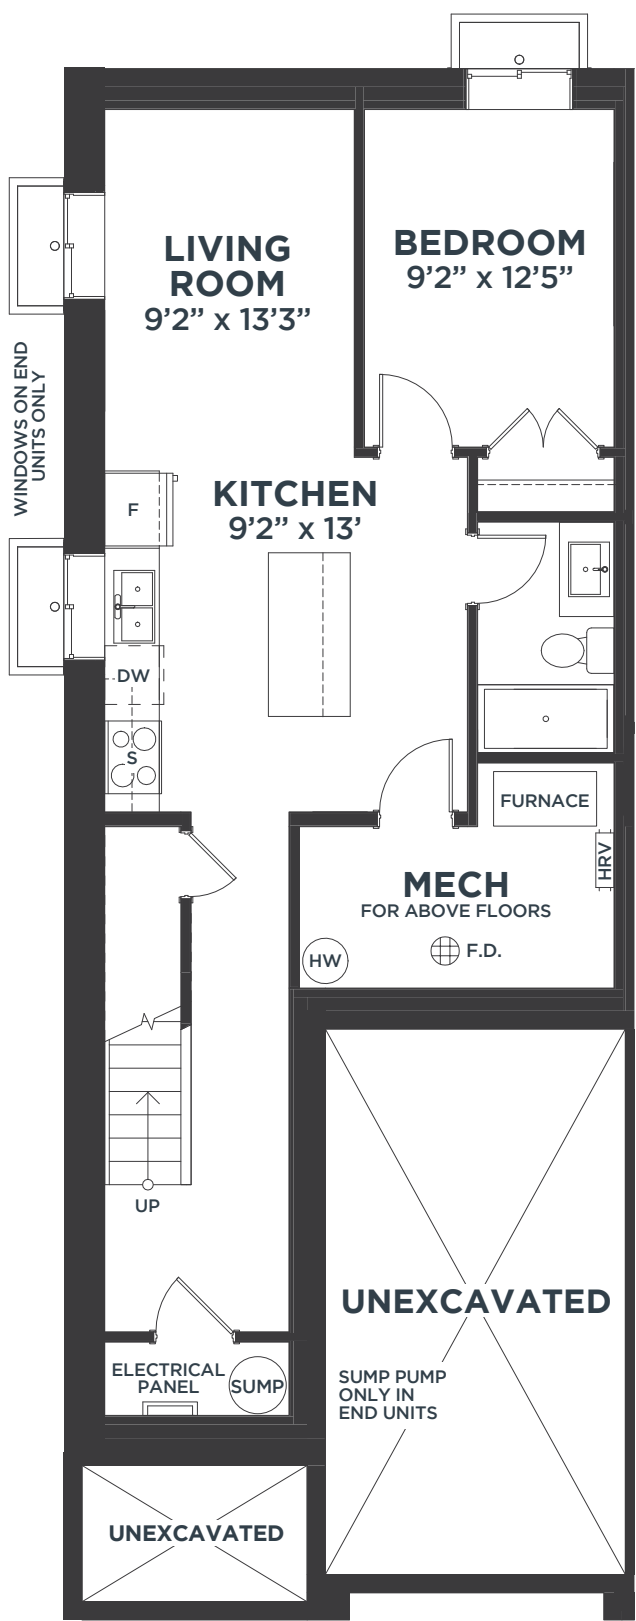 LIVING
ROOM
9'2” x 13'3”
BEDROOM
9'2” x 12'5”
WINDOWS ON END
UNITS ONLY
KITCHEN
9'2” x 13'
F
DW
S
FURNACE
HRV
MECH
FOR ABOVE FLOORS
HW
F.D.
UP
UNEXCAVATED
SUMP PUMP
ONLY IN
END UNITS
ELECTRICAL
PANEL
SUMP
UNEXCAVATED